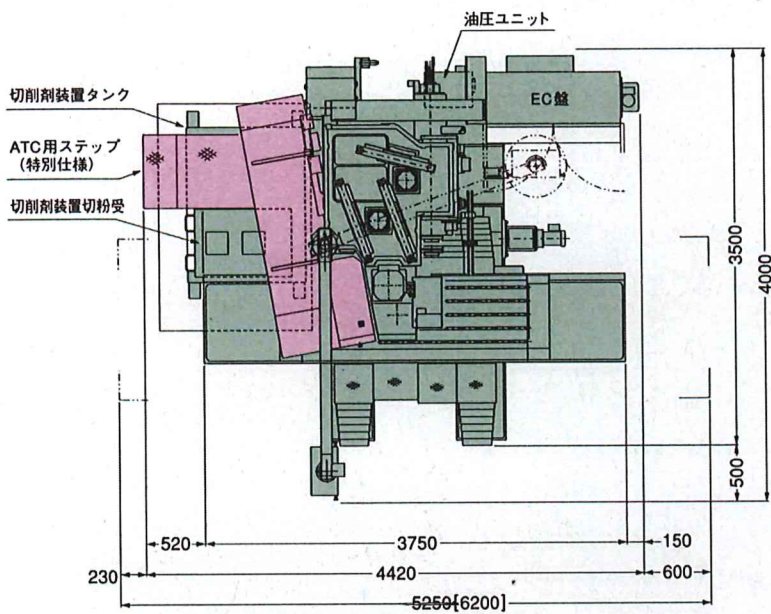 油圧ユニット
切削剤装置タンク
EC盤
ATC用ステップ
(特別仕様)
切削剤装置切粉受
3500
4000
500
520
3750
150
230
4420
600
5250[6200]